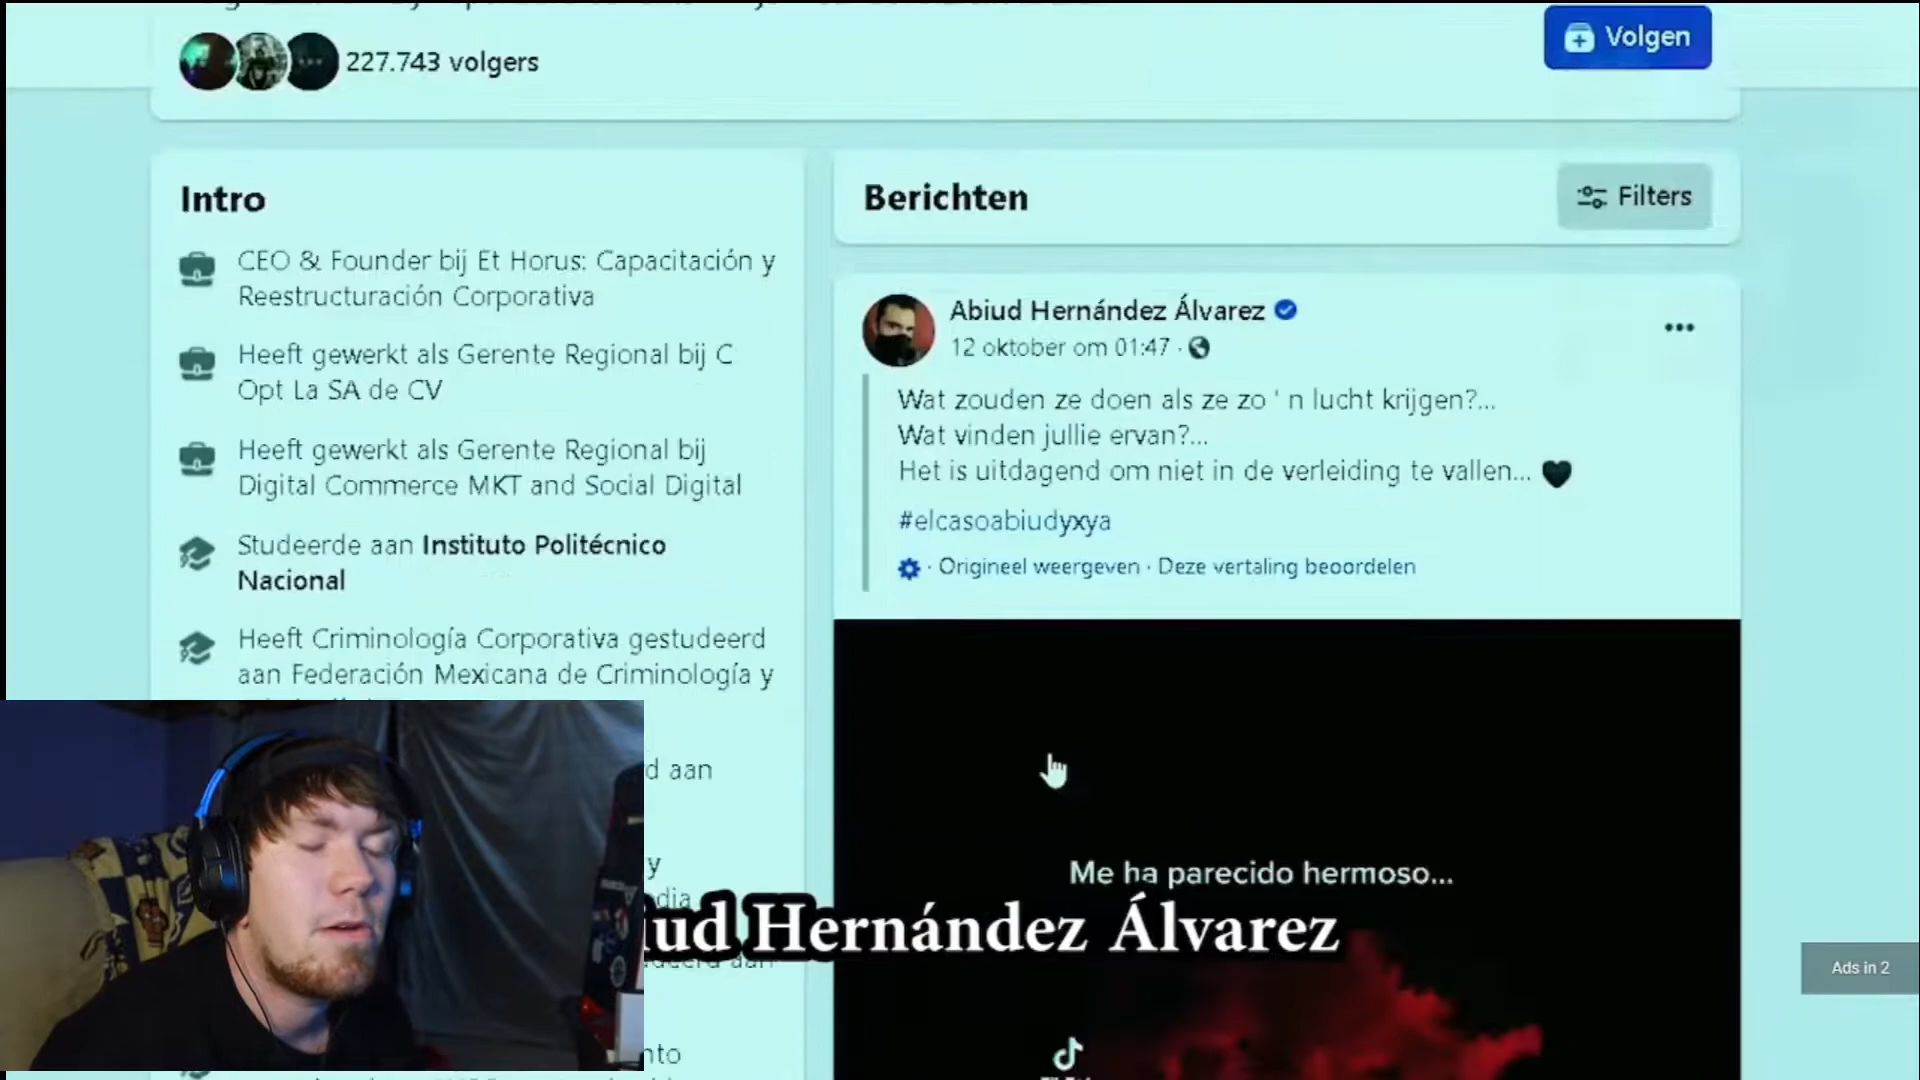 227.743 volgers
Volgen
Intro
CEO & Founder bij Et Horus: Capacitación y
Reestructuración Corporativa
Heeft gewerkt als Gerente Regional bij C
Opt La SA de CV
Heeft gewerkt als Gerente Regional bij
Digital Commerce MKT and Social Digital
Studeerde aan Instituto Politécnico
Nacional
Heeft Criminología Corporativa gestudeerd
aan Federación Mexicana de Criminología y
aan
y
Berichten
Filters
Abiud Hernández Álvarez
12 oktober om 01:47 ·
Wat zouden ze doen als ze zo ' n lucht krijgen?...
Wat vinden jullie ervan?...
Het is uitdagend om niet in de verleiding te vallen... 🖤
#elcasoabiudyxya
· Origineel weergeven · Deze vertaling beoordelen
Me ha parecido hermoso...
Hernández Álvarez
Ads in 2